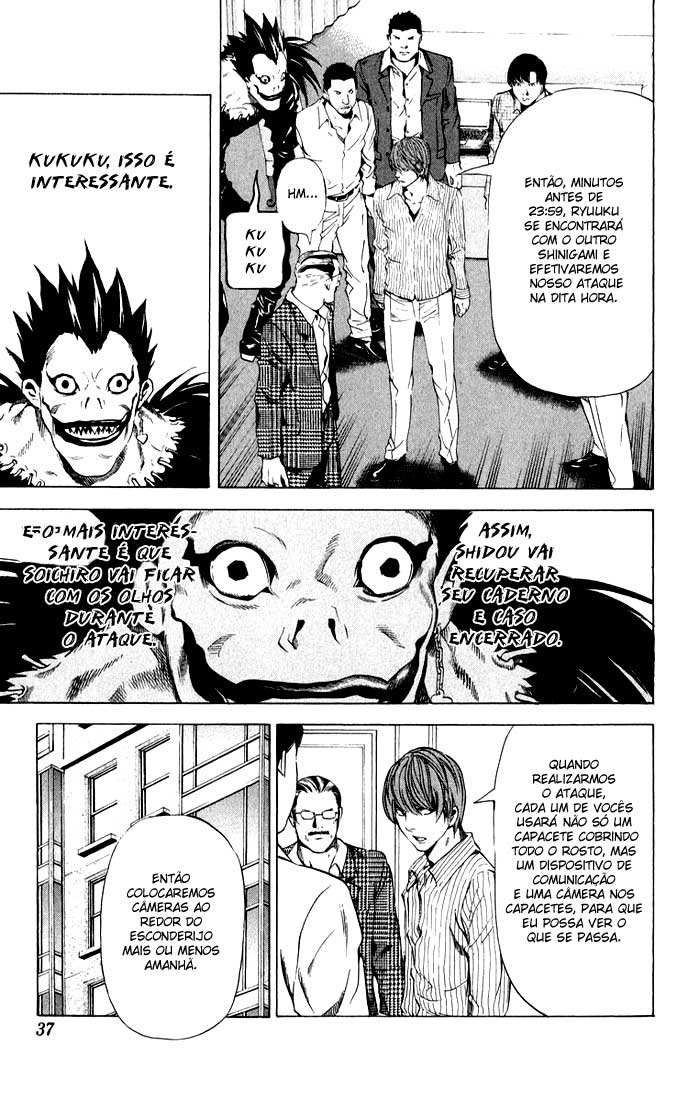 ENTÃO, MINUTOS
ANTES DE
23:59, RYUUKU
SE ENCONTRARÁ
COM O OUTRO
SHINIGAMI E
EFETIVAREMOS
NOSSO ATAQUE
NA DITA HORA.
HM...
KU
KU
KU
KUKUKU, ISSO É
INTERESSANTE.
ASSIM,
SHIDOU VAI
RECUPERAR
SEU CADERNO
E CASO
ENCERRADO.
E O MAIS INTERES-
SANTE É QUE
SOICHIRO VAI FICAR
COM OS OLHOS
DURANTE
O ATAQUE.
QUANDO
REALIZARMOS
O ATAQUE,
CADA UM DE VOCÊS
USARÁ NÃO SÓ UM
CAPACETE COBRINDO
TODO O ROSTO, MAS
UM DISPOSITIVO DE
COMUNICAÇÃO
E UMA CÂMERA NOS
CAPACETES, PARA QUE
EU POSSA VER O
QUE SE PASSA.
ENTÃO
COLOCAREMOS
CÂMERAS AO
REDOR DO
ESCONDERIJO
MAIS OU MENOS
AMANHÃ.
37